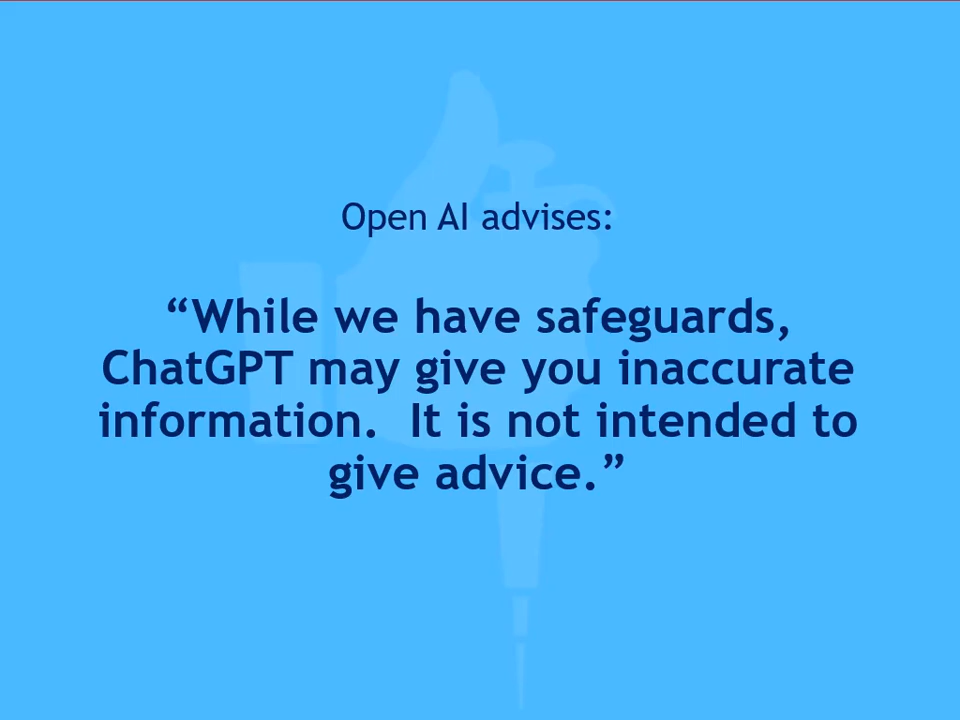 Open AI advises:
“While we have safeguards,
ChatGPT may give you inaccurate
information.  It is not intended to
give advice.”